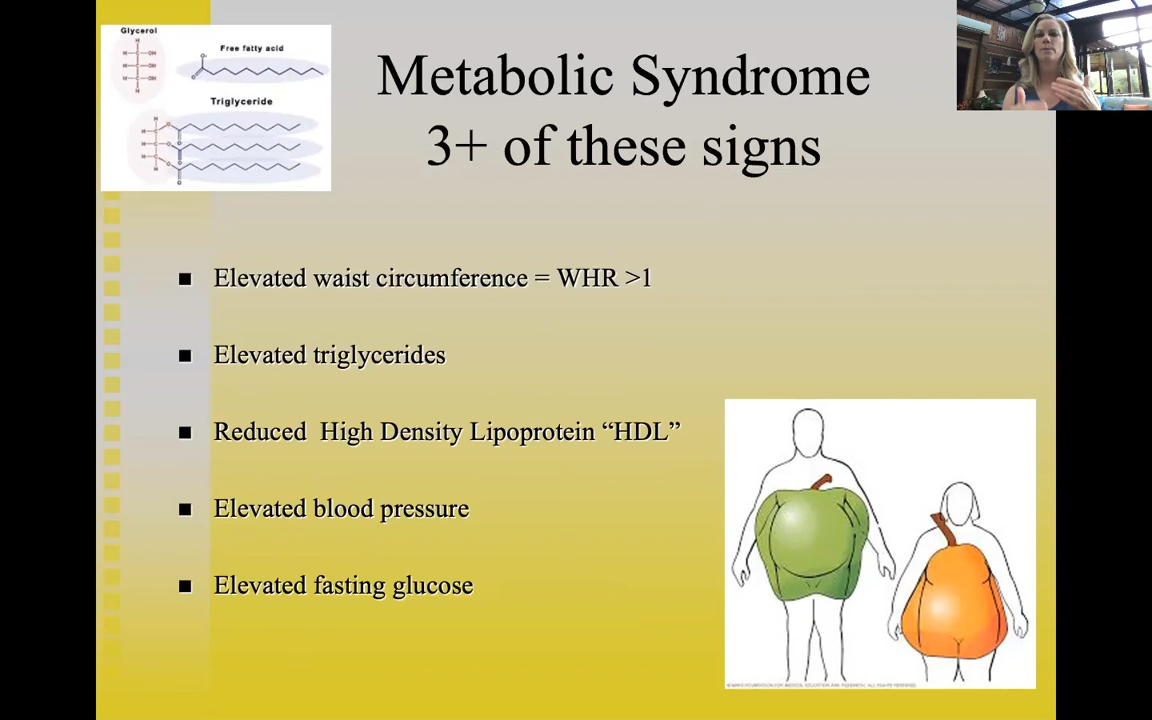 Glycerol
Free fatty acid
Triglyceride
Metabolic Syndrome
3+ of these signs
Elevated waist circumference = WHR >1
Elevated triglycerides
Reduced High Density Lipoprotein “HDL”
Elevated blood pressure
Elevated fasting glucose